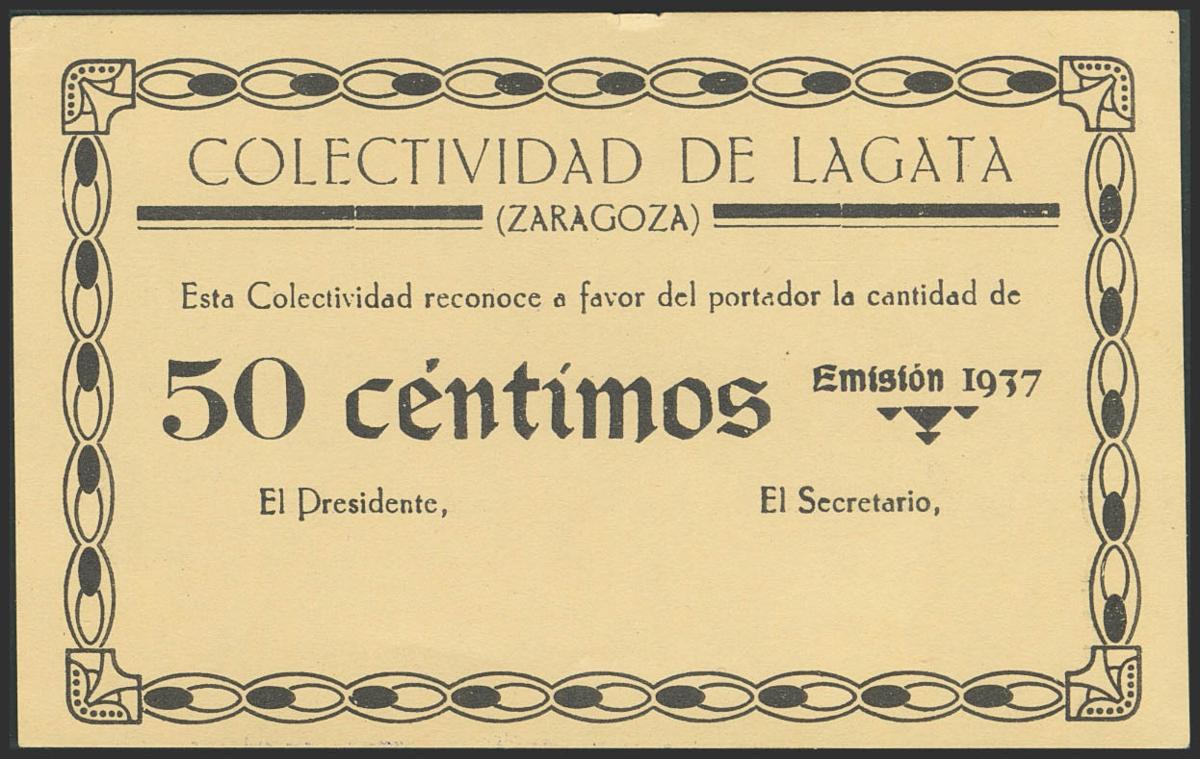 COLECTIVIDAD DE LAGATA
(ZARAGOZA)
Esta Colectividad reconoce a favor del portador la cantidad de
50 céntimos
Emisión 1937
El Presidente,
El Secretario,